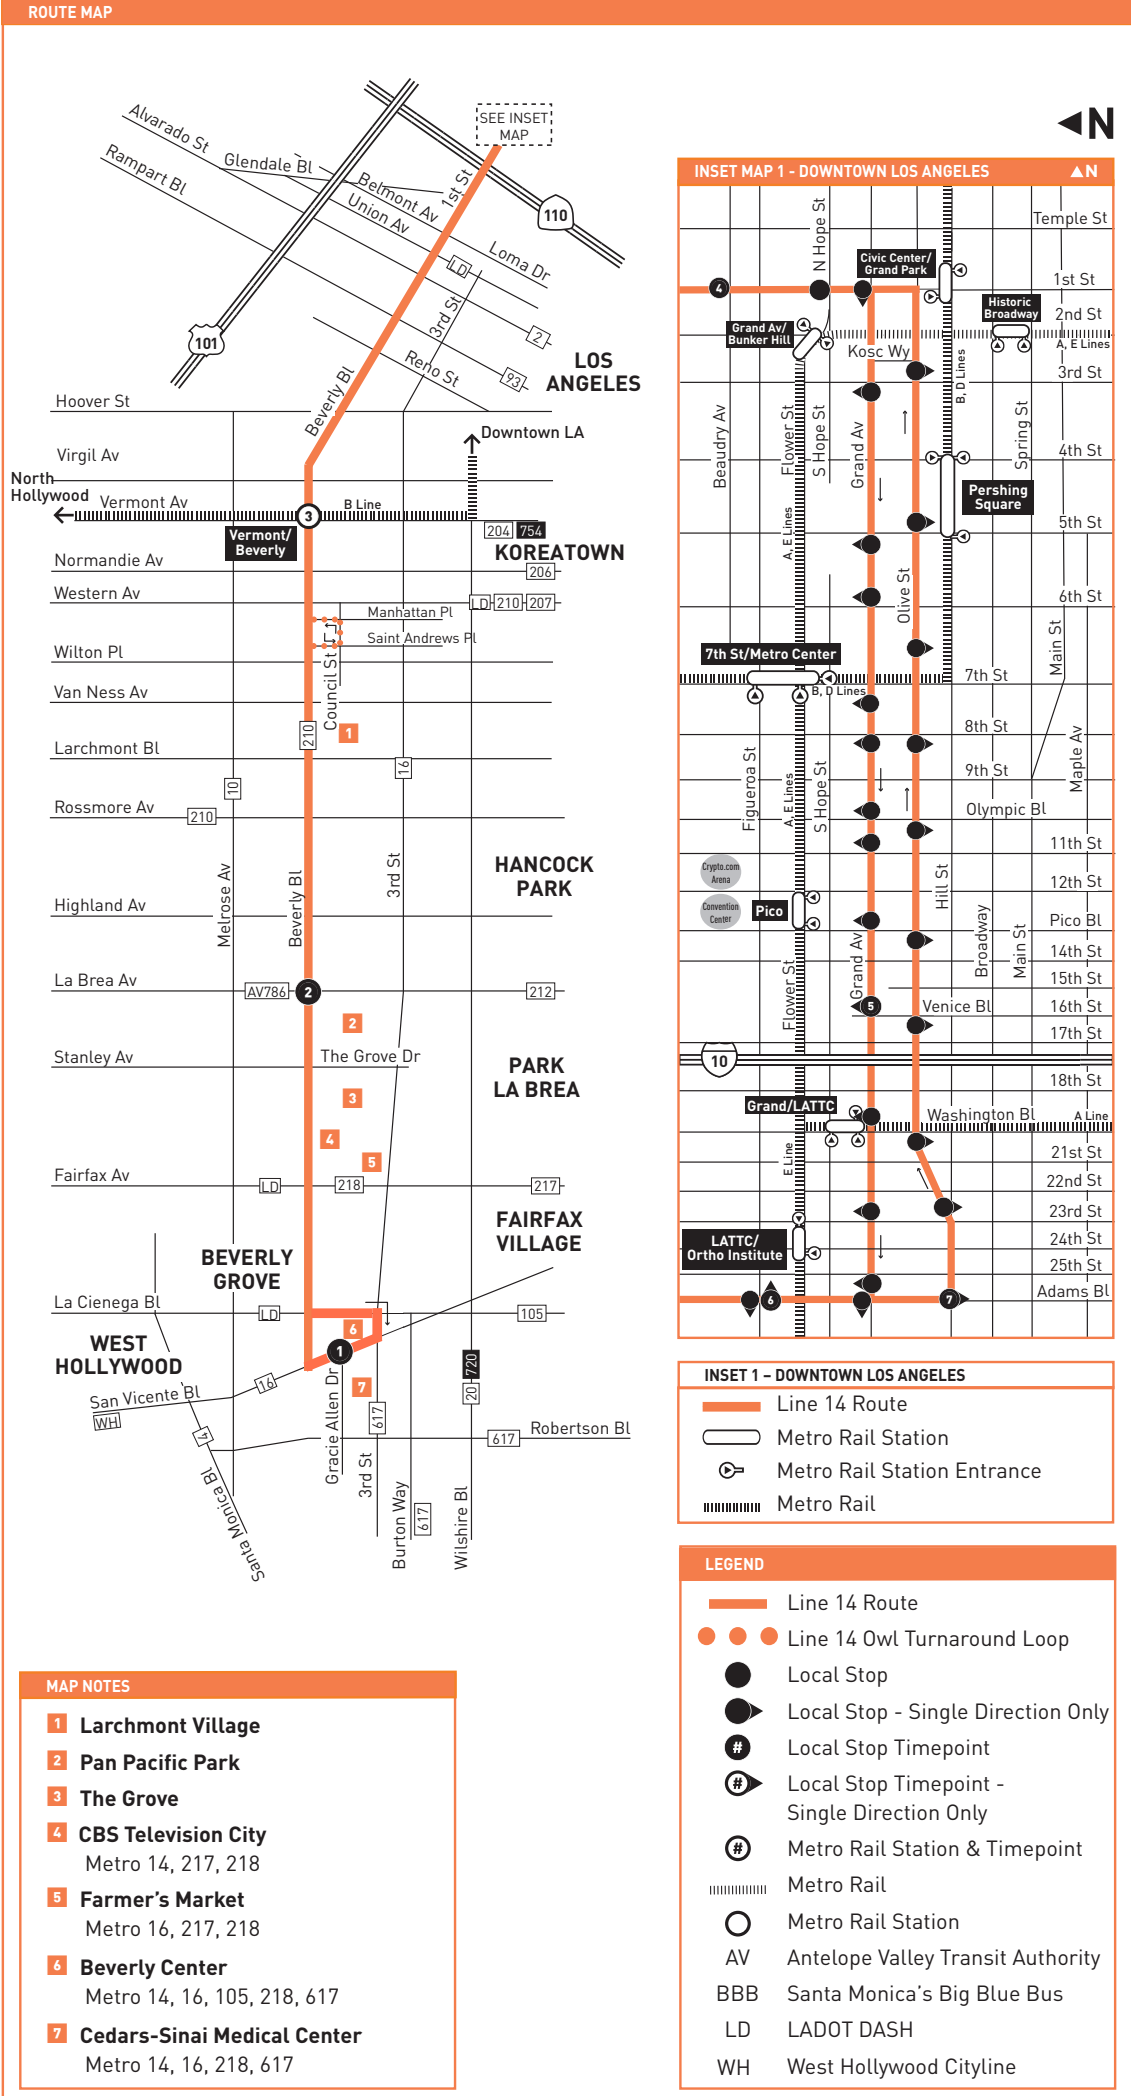 ROUTE MAP
N
SEE INSET
MAP
Alvarado St
Rampart Bl
Glendale Bl
Belmont Av
Union Av
1st St
Loma Dr
110
101
LD
3rd St
2
93
Reno St
LOS
ANGELES
Beverly Bl
Hoover St
Downtown LA
Virgil Av
North
Hollywood
Vermont Av
B Line
3
Vermont/
Beverly
204
754
KOREATOWN
Normandie Av
206
Western Av
LD
210
207
Manhattan Pl
Saint Andrews Pl
Wilton Pl
Council St
Van Ness Av
210
1
Larchmont Bl
16
10
Rossmore Av
210
Melrose Av
Beverly Bl
3rd St
HANCOCK
PARK
Highland Av
La Brea Av
AV786
2
212
2
Stanley Av
The Grove Dr
PARK
LA BREA
3
4
5
Fairfax Av
LD
218
217
FAIRFAX
VILLAGE
BEVERLY
GROVE
La Cienega Bl
LD
105
6
WEST
HOLLYWOOD
1
San Vicente Bl
16
WH
7
720
20
4
617
617
Robertson Bl
Gracie Allen Dr
3rd St
617
Burton Way
Wilshire Bl
Santa Monica Bl
INSET MAP 1 - DOWNTOWN LOS ANGELES
N
Temple St
N Hope St
Civic Center/
Grand Park
4
1st St
Historic
Broadway
2nd St
Grand Av/
Bunker Hill
A, E Lines
Kosc Wy
B, D Lines
3rd St
Beaudry Av
Flower St
S Hope St
Grand Av
Spring St
4th St
Pershing
Square
A, E Lines
5th St
Olive St
6th St
Main St
7th St/Metro Center
7th St
B, D Lines
8th St
Figueroa St
A, E Lines
S Hope St
Maple Av
9th St
Olympic Bl
11th St
Crypto.com
Arena
12th St
Hill St
Convention
Center
Pico
Pico Bl
Broadway
Main St
Grand Av
Flower St
14th St
15th St
5
Venice Bl
16th St
17th St
10
18th St
Grand/LATTC
Washington Bl
A Line
E Line
21st St
22nd St
23rd St
LATTC/
Ortho Institute
24th St
25th St
6
7
Adams Bl
INSET 1 – DOWNTOWN LOS ANGELES
Line 14 Route
Metro Rail Station
Metro Rail Station Entrance
Metro Rail
LEGEND
Line 14 Route
Line 14 Owl Turnaround Loop
Local Stop
Local Stop - Single Direction Only
# Local Stop Timepoint
# Local Stop Timepoint -
Single Direction Only
# Metro Rail Station & Timepoint
Metro Rail
Metro Rail Station
AV Antelope Valley Transit Authority
BBB Santa Monica's Big Blue Bus
LD LADOT DASH
WH West Hollywood Cityline
MAP NOTES
1 Larchmont Village
2 Pan Pacific Park
3 The Grove
4 CBS Television City
Metro 14, 217, 218
5 Farmer's Market
Metro 16, 217, 218
6 Beverly Center
Metro 14, 16, 105, 218, 617
7 Cedars-Sinai Medical Center
Metro 14, 16, 218, 617